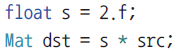 float s = 2.f;
Mat dst = s * src;